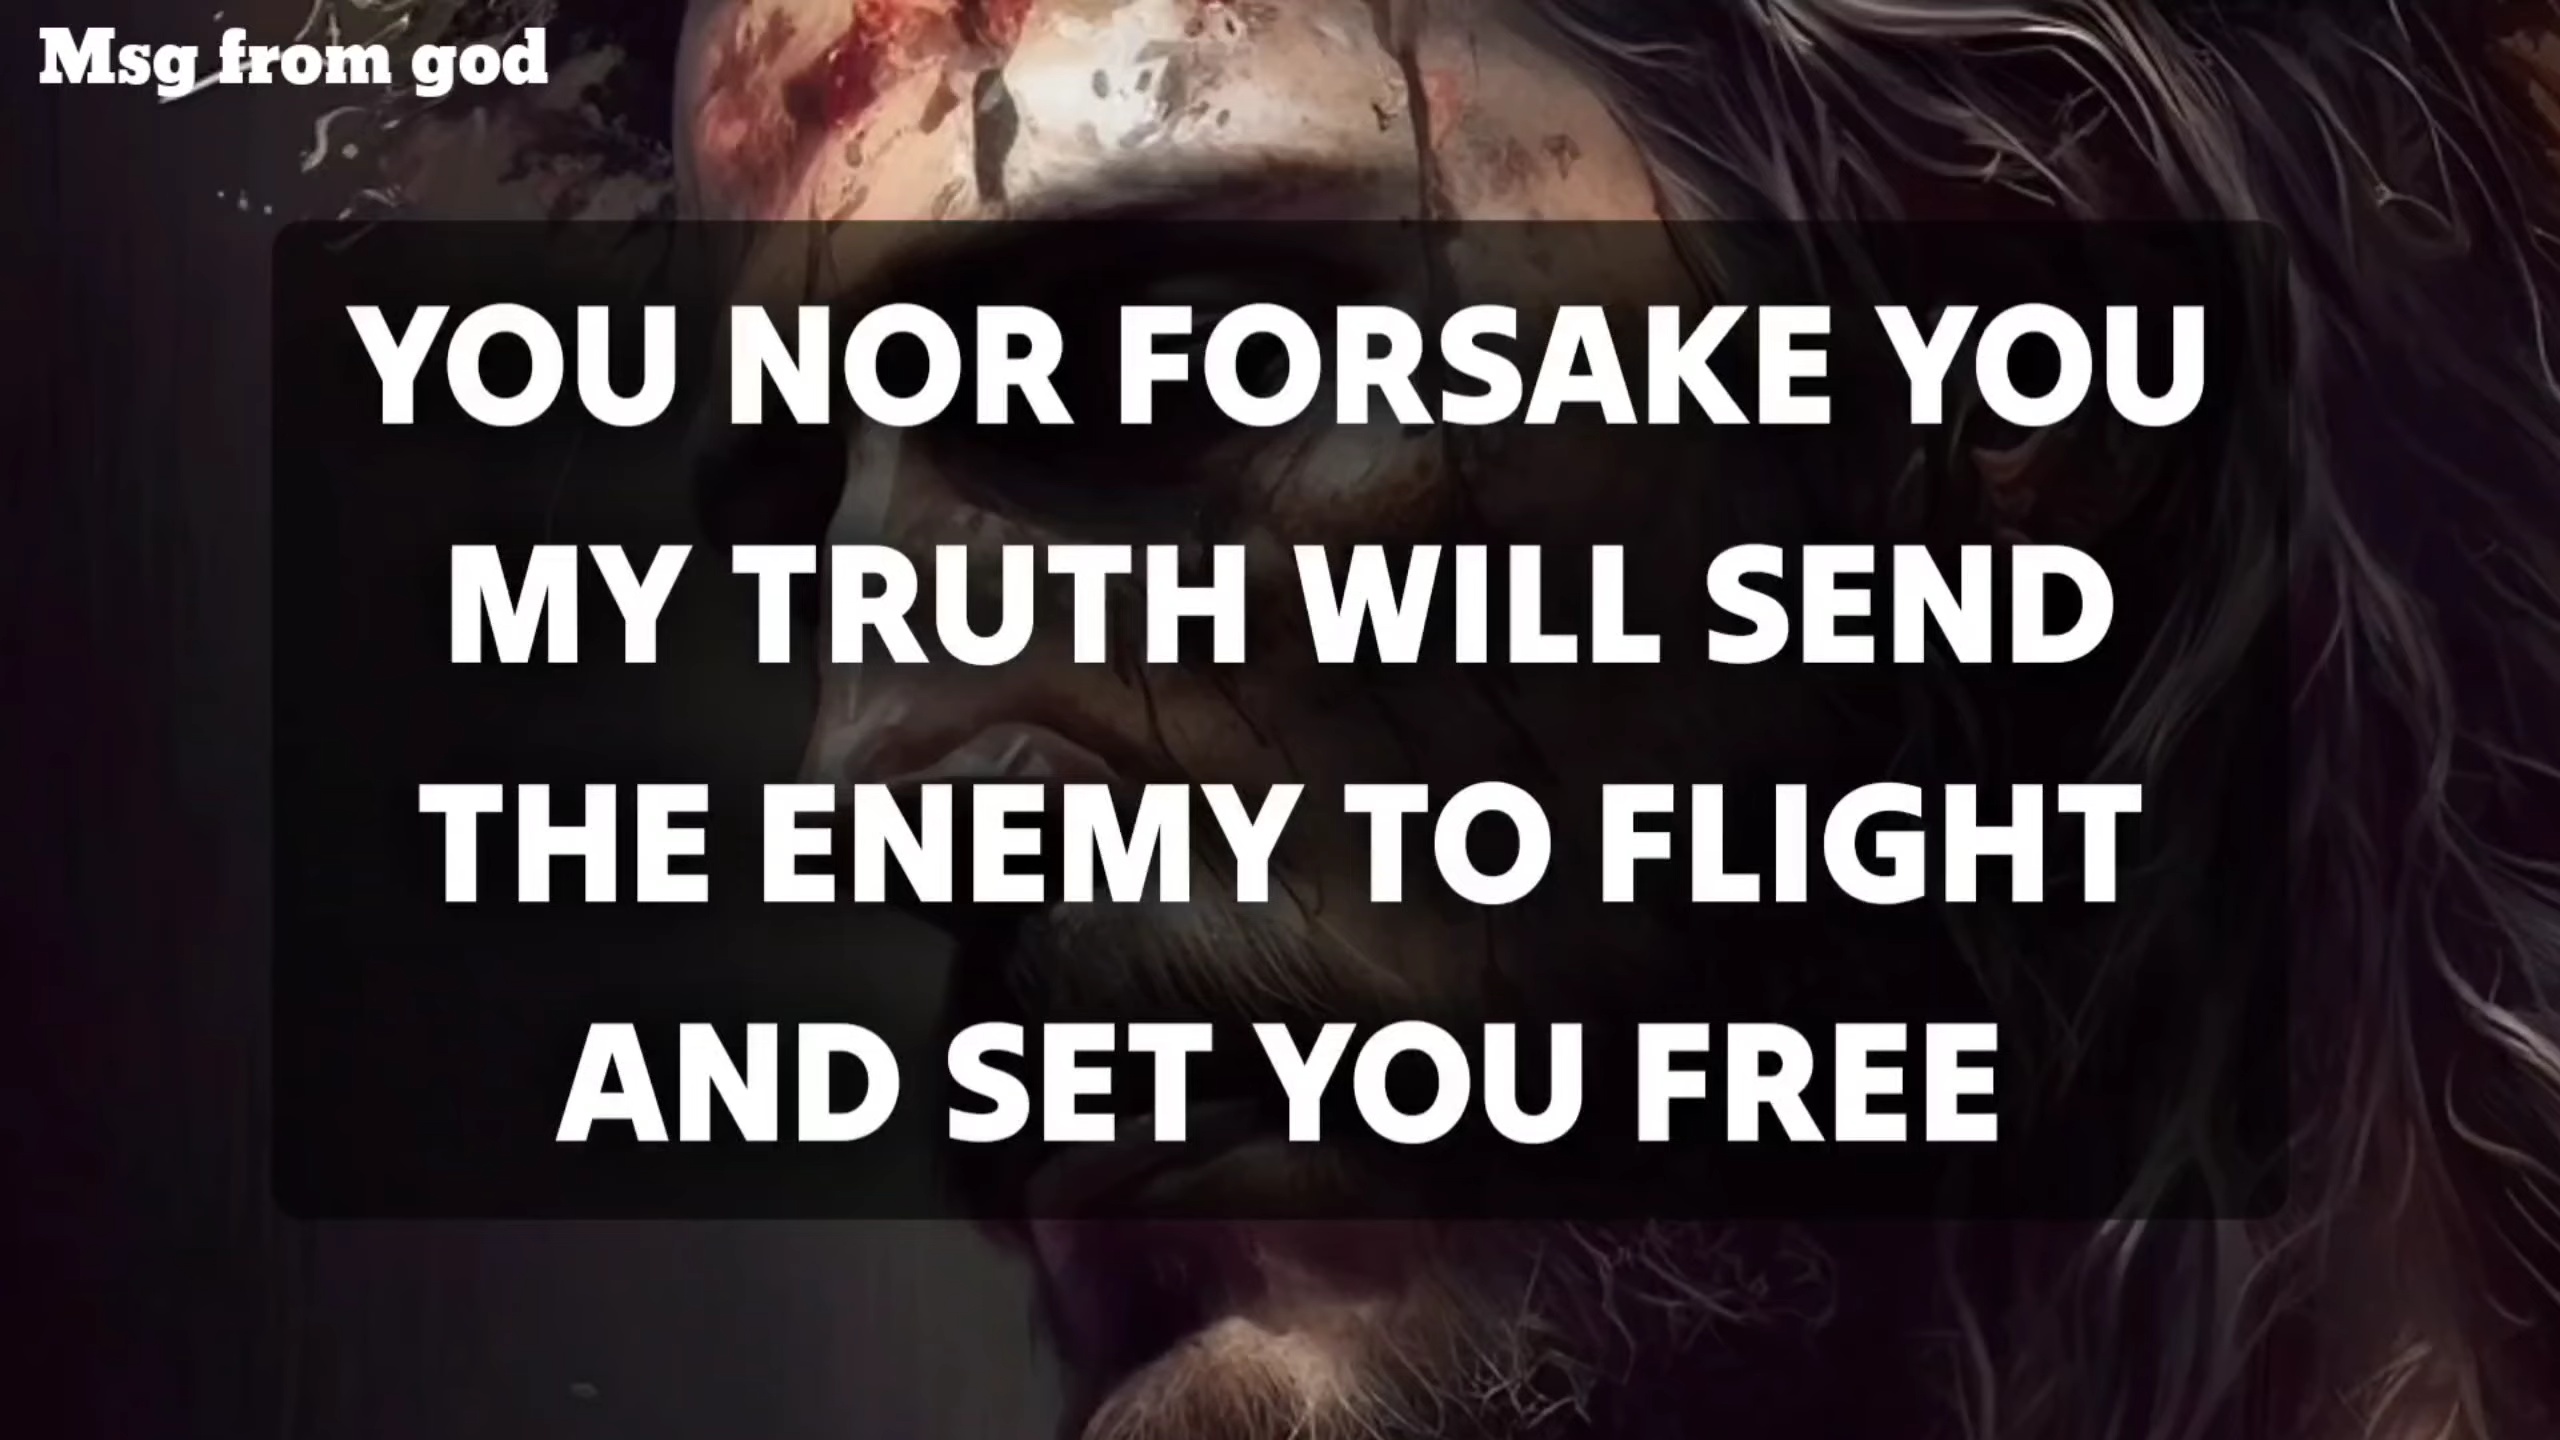 Msg from god
YOU NOR FORSAKE YOU
MY TRUTH WILL SEND
THE ENEMY TO FLIGHT
AND SET YOU FREE